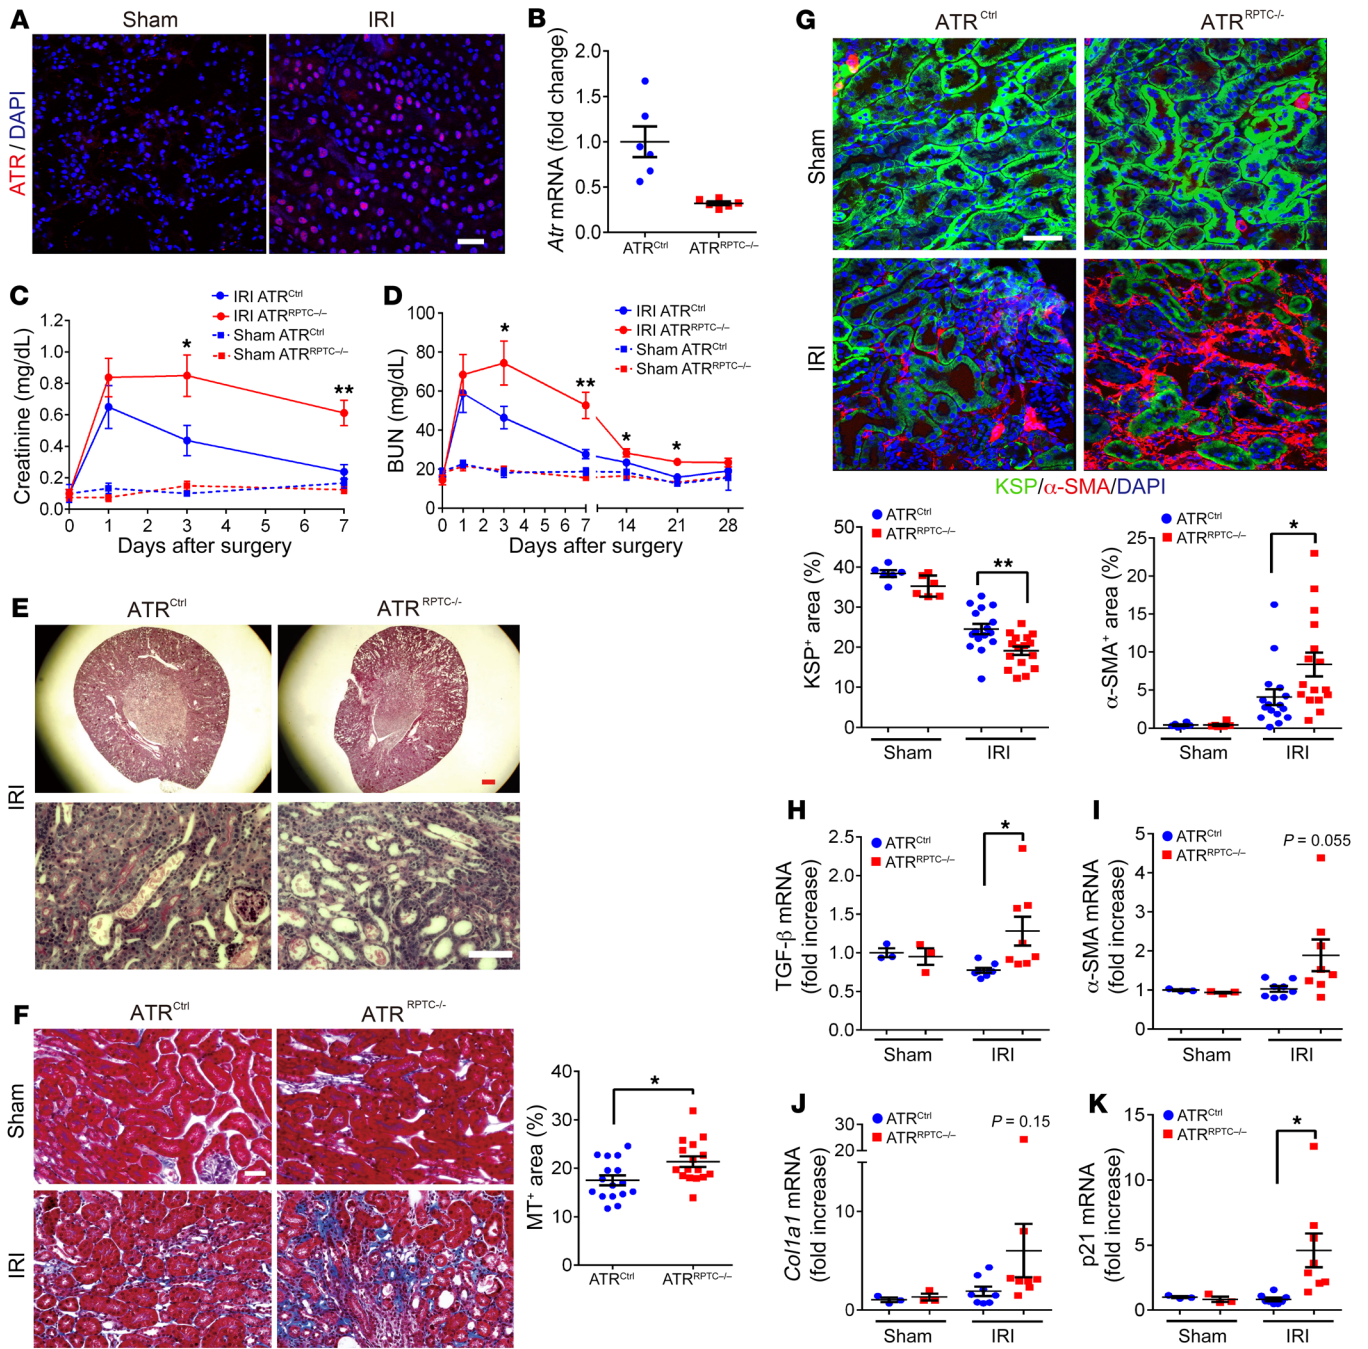 A
Sham
IRI
ATR / DAPI
B
Atr mRNA (fold change)
2.0
1.5
1.0
0.5
0.0
ATRCtrl
ATRRPTC–/–
C
IRI ATRCtrl
IRI ATRRPTC–/–
Sham ATRCtrl
Sham ATRRPTC–/–
Creatinine (mg/dL)
1.2
1.0
0.8
0.6
0.4
0.2
0
*
**
0 1 2 3 4 5 6 7
Days after surgery
D
IRI ATRCtrl
IRI ATRRPTC–/–
Sham ATRCtrl
Sham ATRRPTC–/–
BUN (mg/dL)
100
80
60
40
20
0
*
**
*
*
0 1 2 3 4 5 6 7 14 21 28
Days after surgery
E
ATRCtrl
ATRRPTC-/-
IRI
F
ATRCtrl
ATRRPTC-/-
Sham
IRI
MT+ area (%)
40
30
20
10
0
*
ATRCtrl
ATRRPTC–/–
G
ATRCtrl
ATRRPTC-/-
Sham
IRI
KSP/α-SMA/DAPI
ATRCtrl
ATRRPTC–/–
KSP+ area (%)
50
40
30
20
10
0
**
Sham
IRI
ATRCtrl
ATRRPTC–/–
α-SMA+ area (%)
25
20
15
10
5
0
*
Sham
IRI
H
ATRCtrl
ATRRPTC–/–
TGF-β mRNA
(fold increase)
2.5
2.0
1.5
1.0
0.5
0.0
*
Sham
IRI
I
ATRCtrl
ATRRPTC–/–
P = 0.055
α-SMA mRNA
(fold increase)
5
4
3
2
1
0
Sham
IRI
J
ATRCtrl
ATRRPTC–/–
P = 0.15
Col1a1 mRNA
(fold increase)
30
20
10
0
Sham
IRI
K
ATRCtrl
ATRRPTC–/–
p21 mRNA
(fold increase)
15
10
5
0
*
Sham
IRI